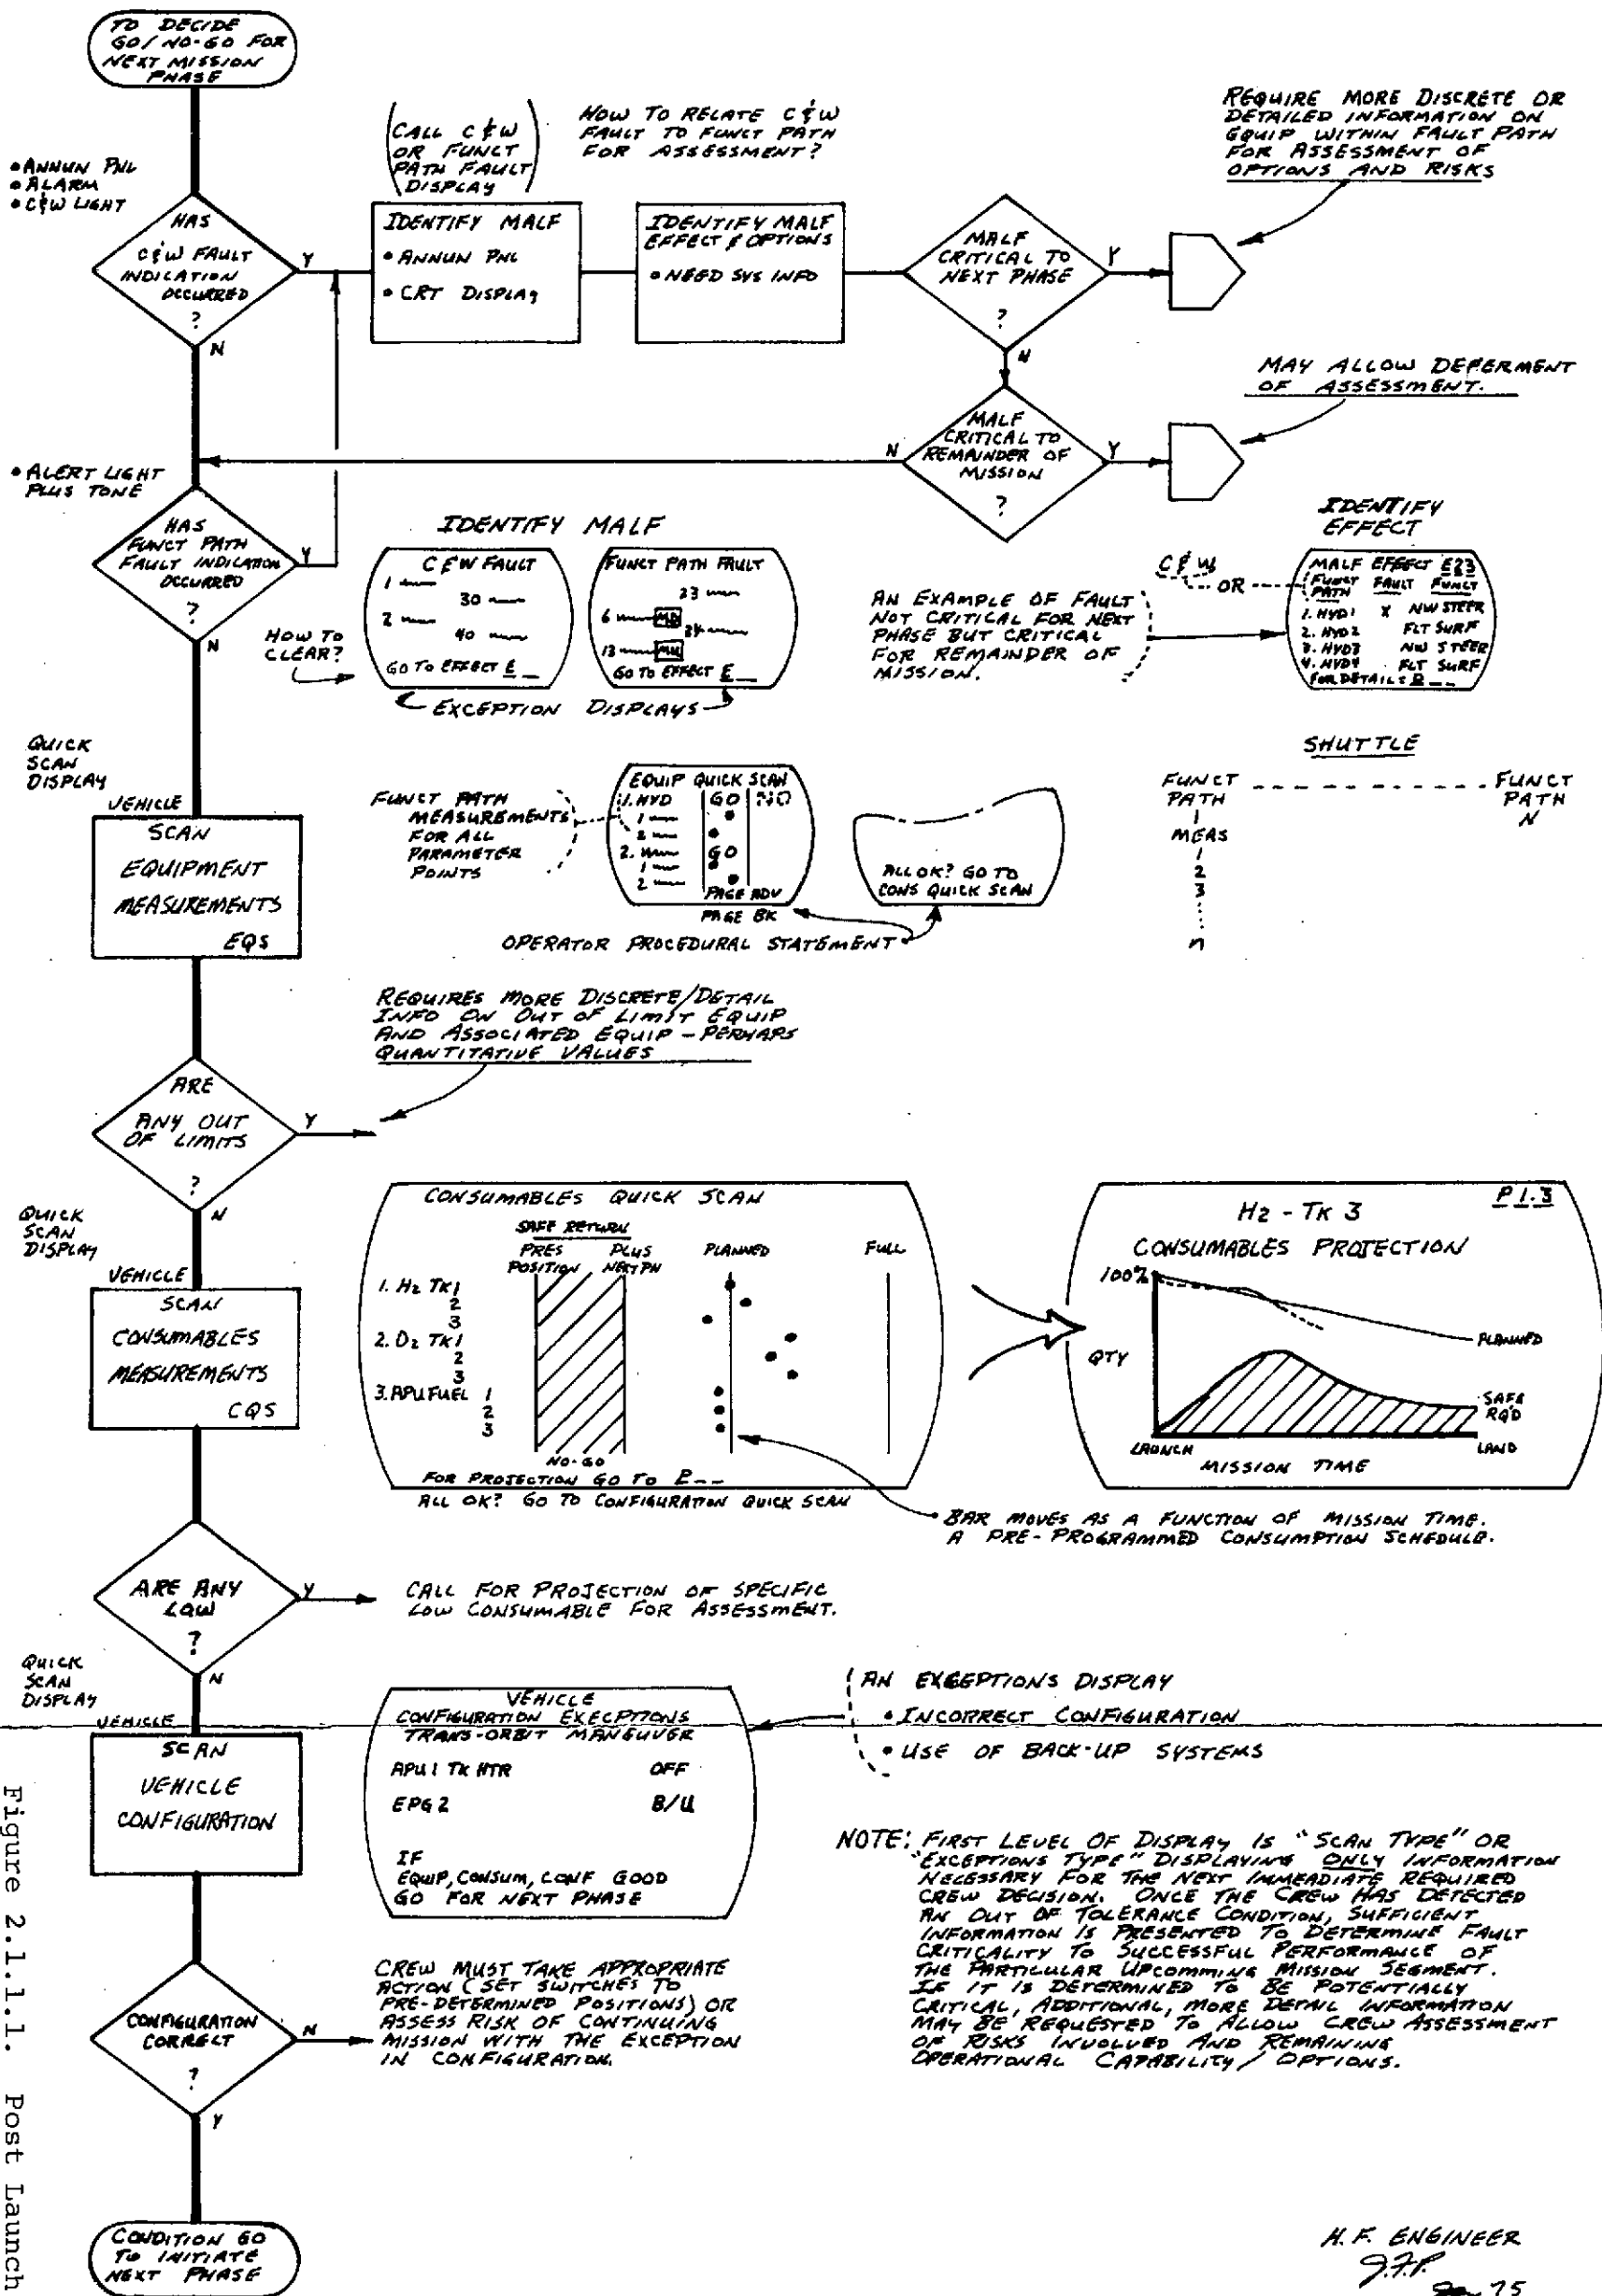 TO DECIDE
GO/NO-GO FOR
NEXT MISSION
PHASE
• ANNUN PNL
• ALARM
• C&W LIGHT
HAS
C&W FAULT
INDICATION
OCCURRED
?
Y
N
(CALL C&W
OR FUNCT
PATH FAULT
DISPLAY)
HOW TO RELATE C&W
FAULT TO FUNCT PATH
FOR ASSESSMENT?
IDENTIFY MALF
• ANNUN PNL
• CRT DISPLAY
IDENTIFY MALF
EFFECT & OPTIONS
• NEED SYS INFO
MALF
CRITICAL TO
NEXT PHASE
?
Y
N
REQUIRE MORE DISCRETE OR
DETAILED INFORMATION ON
EQUIP WITHIN FAULT PATH
FOR ASSESSMENT OF
OPTIONS AND RISKS
MALF
CRITICAL TO
REMAINDER OF
MISSION
?
N
Y
MAY ALLOW DEFERMENT
OF ASSESSMENT.
• ALERT LIGHT
PLUS TONE
HAS
FUNCT PATH
FAULT INDICATION
OCCURRED
?
Y
N
IDENTIFY MALF
C&W FAULT
1
30
2
40
GO TO EFFECT E _
HOW TO
CLEAR?
FUNCT PATH FAULT
23
6
24
13
GO TO EFFECT E _
EXCEPTION DISPLAYS
AN EXAMPLE OF FAULT
NOT CRITICAL FOR NEXT
PHASE BUT CRITICAL
FOR REMAINDER OF
MISSION.
C&W
OR
IDENTIFY
EFFECT
MALF EFFECT E23
FUNCT PATH FAULT FUNCT
1. HYD1 X NW STEER
2. HYD2 FLT SURF
3. HYD3 NW STEER
4. HYD4 FLT SURF
FOR DETAILS D _ _
QUICK
SCAN
DISPLAY
VEHICLE
SCAN
EQUIPMENT
MEASUREMENTS
EQS
FUNCT PATH
MEASUREMENTS
FOR ALL
PARAMETER
POINTS
EQUIP QUICK SCAN
1. HYD GO NO
1
2
2. GO
1
2
PAGE ADV
PAGE BK
ALL OK? GO TO
CONS QUICK SCAN
OPERATOR PROCEDURAL STATEMENT
SHUTTLE
FUNCT PATH 1 - - - - - - - - - - FUNCT PATH N
MEAS
1
2
3
n
REQUIRES MORE DISCRETE/DETAIL
INFO ON OUT OF LIMIT EQUIP
AND ASSOCIATED EQUIP - PERHAPS
QUANTITATIVE VALUES
ARE
ANY OUT
OF LIMITS
?
Y
N
QUICK
SCAN
DISPLAY
VEHICLE
SCAN
CONSUMABLES
MEASUREMENTS
CQS
CONSUMABLES QUICK SCAN
SAFE RETURN
PRES POSITION PLUS NEXT PH PLANNED FULL
1. H2 TK1
2
3
2. O2 TK1
2
3
3. APU FUEL 1
2
3
NO-GO
FOR PROJECTION GO TO P _ _
ALL OK? GO TO CONFIGURATION QUICK SCAN
P1.3
H2 - TK 3
CONSUMABLES PROJECTION
100%
QTY
PLANNED
SAFE
RQ'D
LAUNCH
LAND
MISSION TIME
BAR MOVES AS A FUNCTION OF MISSION TIME.
A PRE-PROGRAMMED CONSUMPTION SCHEDULE.
ARE ANY
LOW
?
Y
N
CALL FOR PROJECTION OF SPECIFIC
LOW CONSUMABLE FOR ASSESSMENT.
QUICK
SCAN
DISPLAY
VEHICLE
SCAN
VEHICLE
CONFIGURATION
VEHICLE
CONFIGURATION EXECPTIONS
TRANS-ORBIT MANEUVER
APU 1 TK HTR OFF
EPG 2 B/U
IF
EQUIP, CONSUM, CONF GOOD
GO FOR NEXT PHASE
AN EXCEPTIONS DISPLAY
• INCORRECT CONFIGURATION
• USE OF BACK-UP SYSTEMS
NOTE: FIRST LEVEL OF DISPLAY IS "SCAN TYPE" OR
"EXCEPTIONS TYPE" DISPLAYING ONLY INFORMATION
NECESSARY FOR THE NEXT IMMEADIATE REQUIRED
CREW DECISION. ONCE THE CREW HAS DETECTED
AN OUT OF TOLERANCE CONDITION, SUFFICIENT
INFORMATION IS PRESENTED TO DETERMINE FAULT
CRITICALITY TO SUCCESSFUL PERFORMANCE OF
THE PARTICULAR UPCOMMING MISSION SEGMENT.
IF IT IS DETERMINED TO BE POTENTIALLY
CRITICAL, ADDITIONAL, MORE DETAIL INFORMATION
MAY BE REQUESTED TO ALLOW CREW ASSESSMENT
OF RISKS INVOLVED AND REMAINING
OPERATIONAL CAPABILITY/OPTIONS.
CONFIGURATION
CORRECT
?
N
Y
CREW MUST TAKE APPROPRIATE
ACTION (SET SWITCHES TO
PRE-DETERMINED POSITIONS) OR
ASSESS RISK OF CONTINUING
MISSION WITH THE EXCEPTION
IN CONFIGURATION.
CONDITION GO
TO INITIATE
NEXT PHASE
H.F. ENGINEER
J.F.P.
75
Figure 2.1.1.1. Post Launch